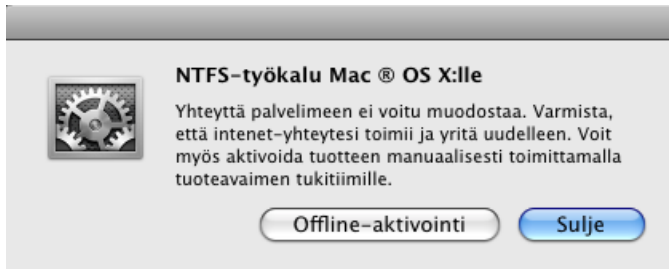 NTFS-työkalu Mac ® OS X:lle
Yhteyttä palvelimeen ei voitu muodostaa. Varmista,
että intenet-yhteytesi toimii ja yritä uudelleen. Voit
myös aktivoida tuotteen manuaalisesti toimittamalla
tuoteavaimen tukitiimille.
Offline-aktivointi
Sulje